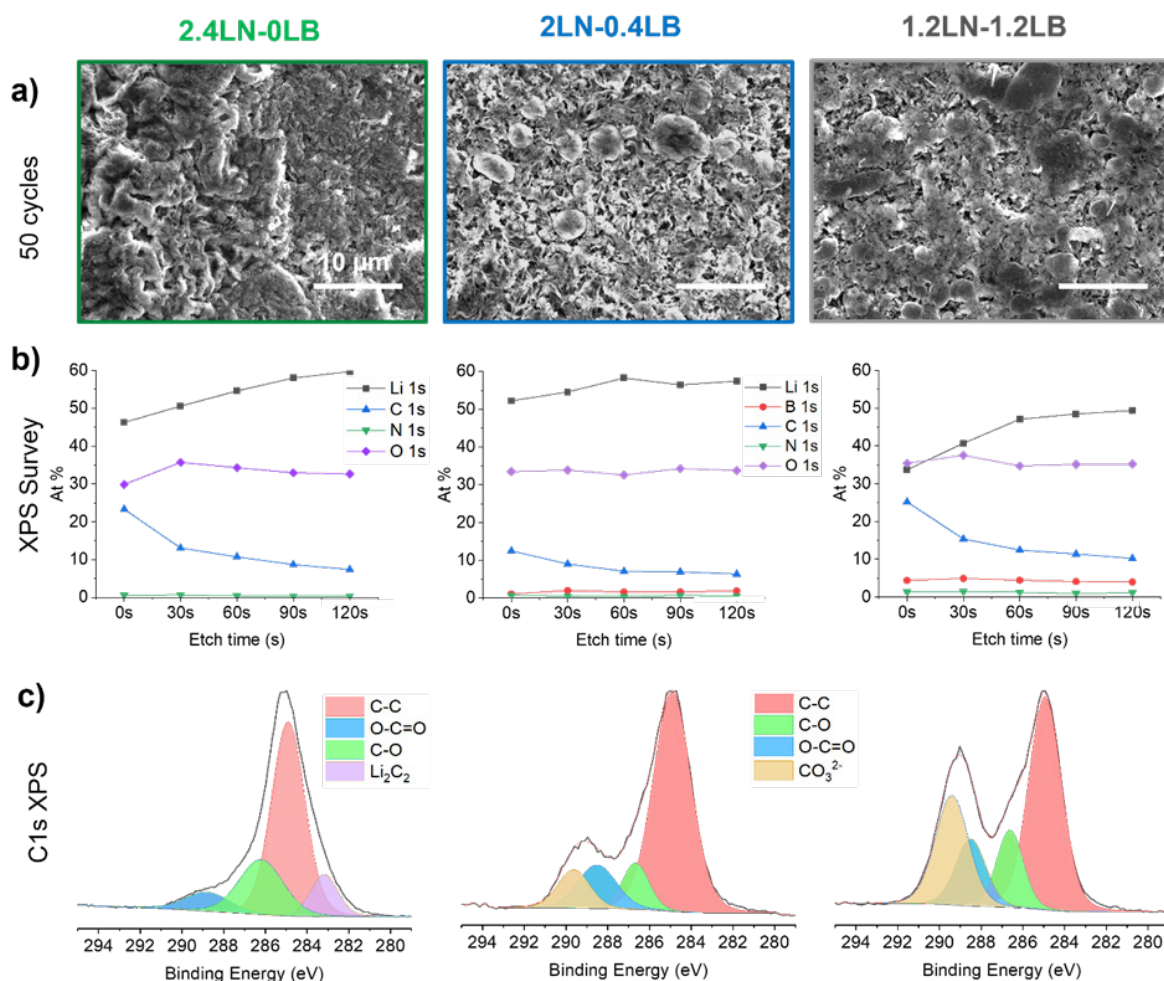 2.4LN-0LB 2LN-0.4LB 1.2LN-1.2LB
a)
50 cycles
10 μm
b)
XPS Survey
At %
60
50
40
30
20
10
0
0s 30s 60s 90s 120s
Etch time (s)
Li 1s
C 1s
N 1s
O 1s
At %
60
50
40
30
20
10
0
0s 30s 60s 90s 120s
Etch time (s)
Li 1s
B 1s
C 1s
N 1s
O 1s
At %
60
50
40
30
20
10
0
0s 30s 60s 90s 120s
Etch time (s)
c)
C1s XPS
C-C
O-C=O
C-O
Li₂C₂
294 292 290 288 286 284 282 280
Binding Energy (eV)
C-C
C-O
O-C=O
CO₃²⁻
294 292 290 288 286 284 282 280
Binding Energy (eV)
294 292 290 288 286 284 282 280
Binding Energy (eV)